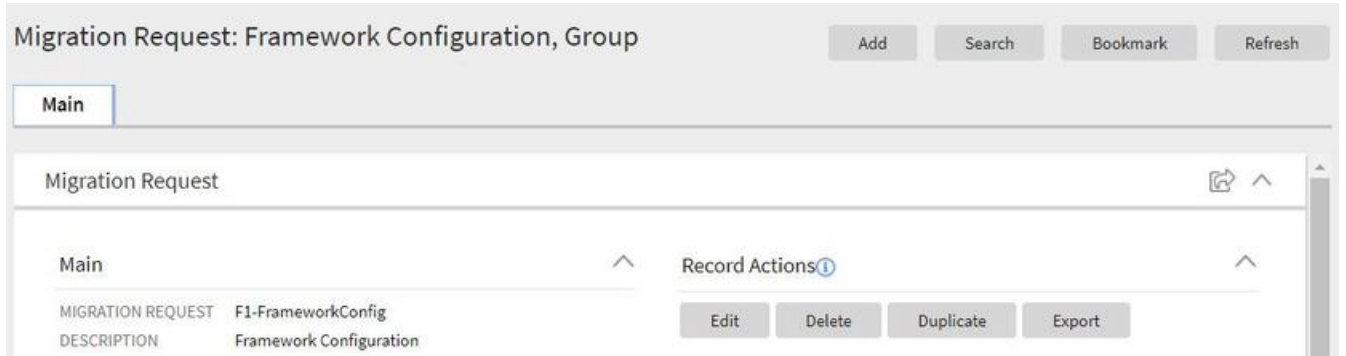 Migration Request: Framework Configuration, Group
Add Search Bookmark Refresh
Main
Migration Request
Main
MIGRATION REQUEST F1-FrameworkConfig
DESCRIPTION Framework Configuration
Record Actions
Edit Delete Duplicate Export